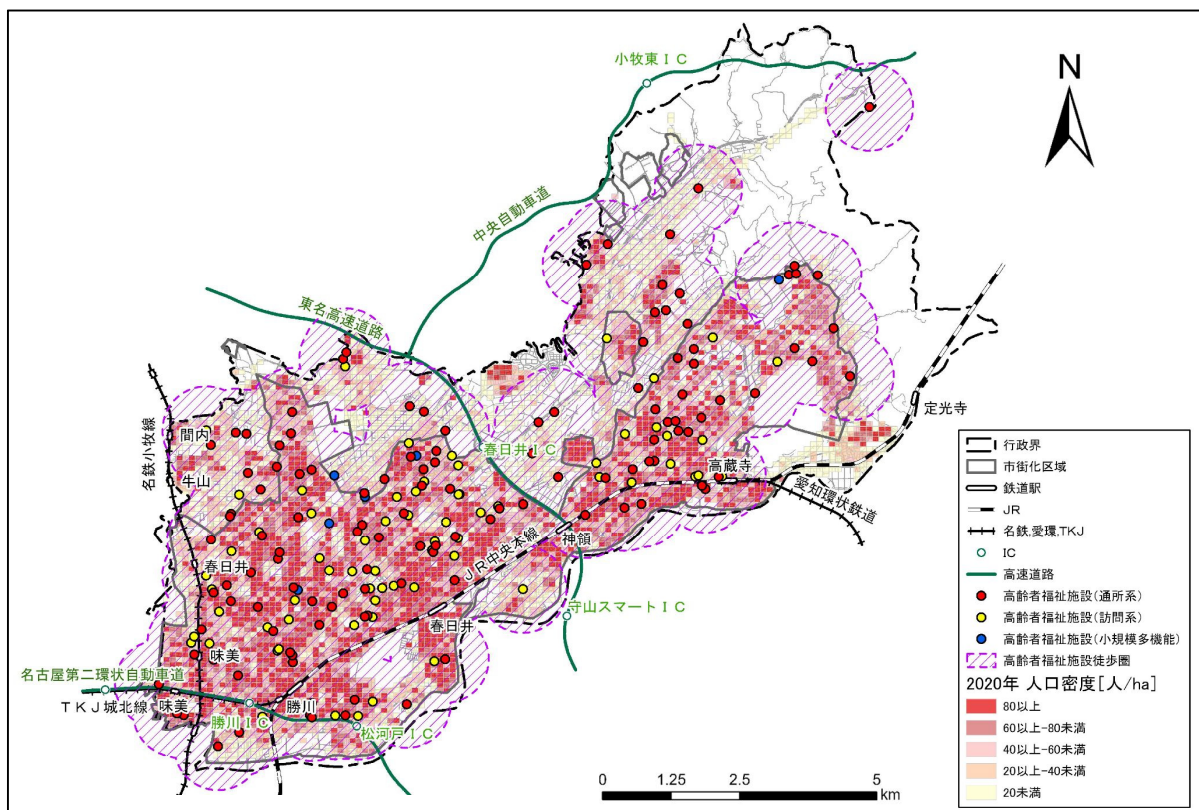 小牧東IC
N
中央自動車道
東名高速道路
定光寺
名鉄小牧線
間内
牛山
春日井IC
高蔵寺
愛知環状鉄道
神領
JR中央本線
春日井
守山スマートIC
春日井
味美
名古屋第二環状自動車道
TKJ城北線
味美
勝川
勝川IC
松河戸IC
0 1.25 2.5 5
km
行政界
市街化区域
鉄道駅
JR
名鉄,愛環,TKJ
IC
高速道路
高齢者福祉施設(通所系)
高齢者福祉施設(訪問系)
高齢者福祉施設(小規模多機能)
高齢者福祉施設徒歩圏
2020年 人口密度[人/ha]
80以上
60以上-80未満
40以上-60未満
20以上-40未満
20未満